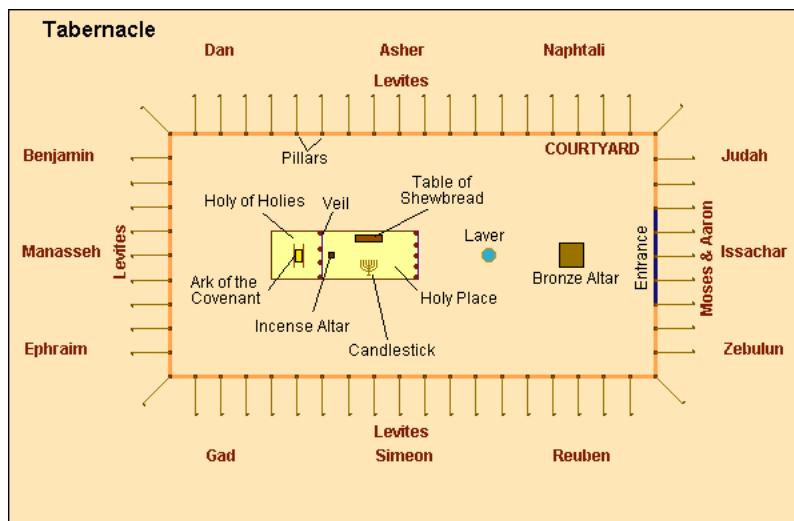 Tabernacle
Dan
Asher
Naphtali
Levites
Benjamin
Pillars
COURTYARD
Judah
Table of
Shewbread
Holy of Holies
Veil
Laver
Manasseh
Levites
Entrance
Moses & Aaron
Issachar
Ark of the
Covenant
Bronze Altar
Holy Place
Incense Altar
Candlestick
Ephraim
Zebulun
Levites
Gad
Simeon
Reuben